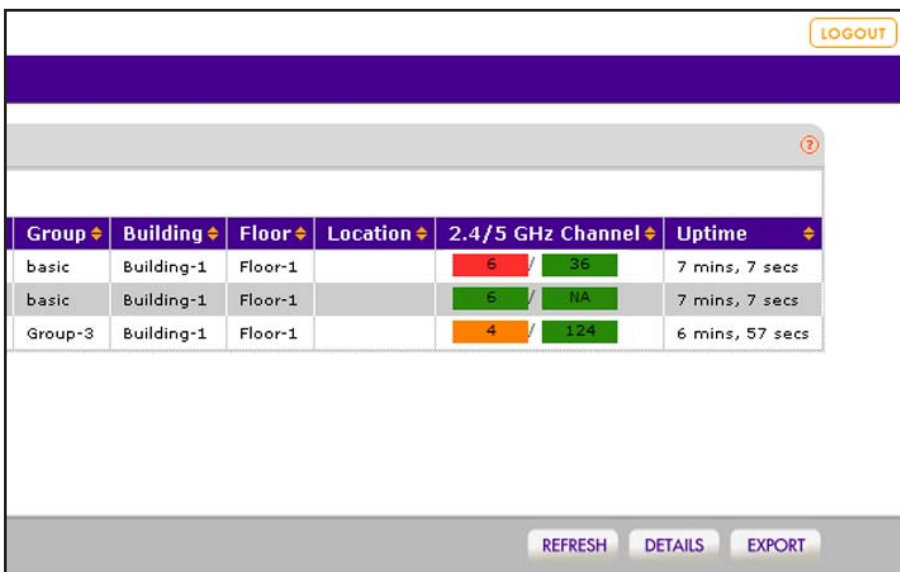 LOGOUT
?
Group Building Floor Location 2.4/5 GHz Channel Uptime
basic Building-1 Floor-1 6 / 36 7 mins, 7 secs
basic Building-1 Floor-1 6 / NA 7 mins, 7 secs
Group-3 Building-1 Floor-1 4 / 124 6 mins, 57 secs
REFRESH DETAILS EXPORT